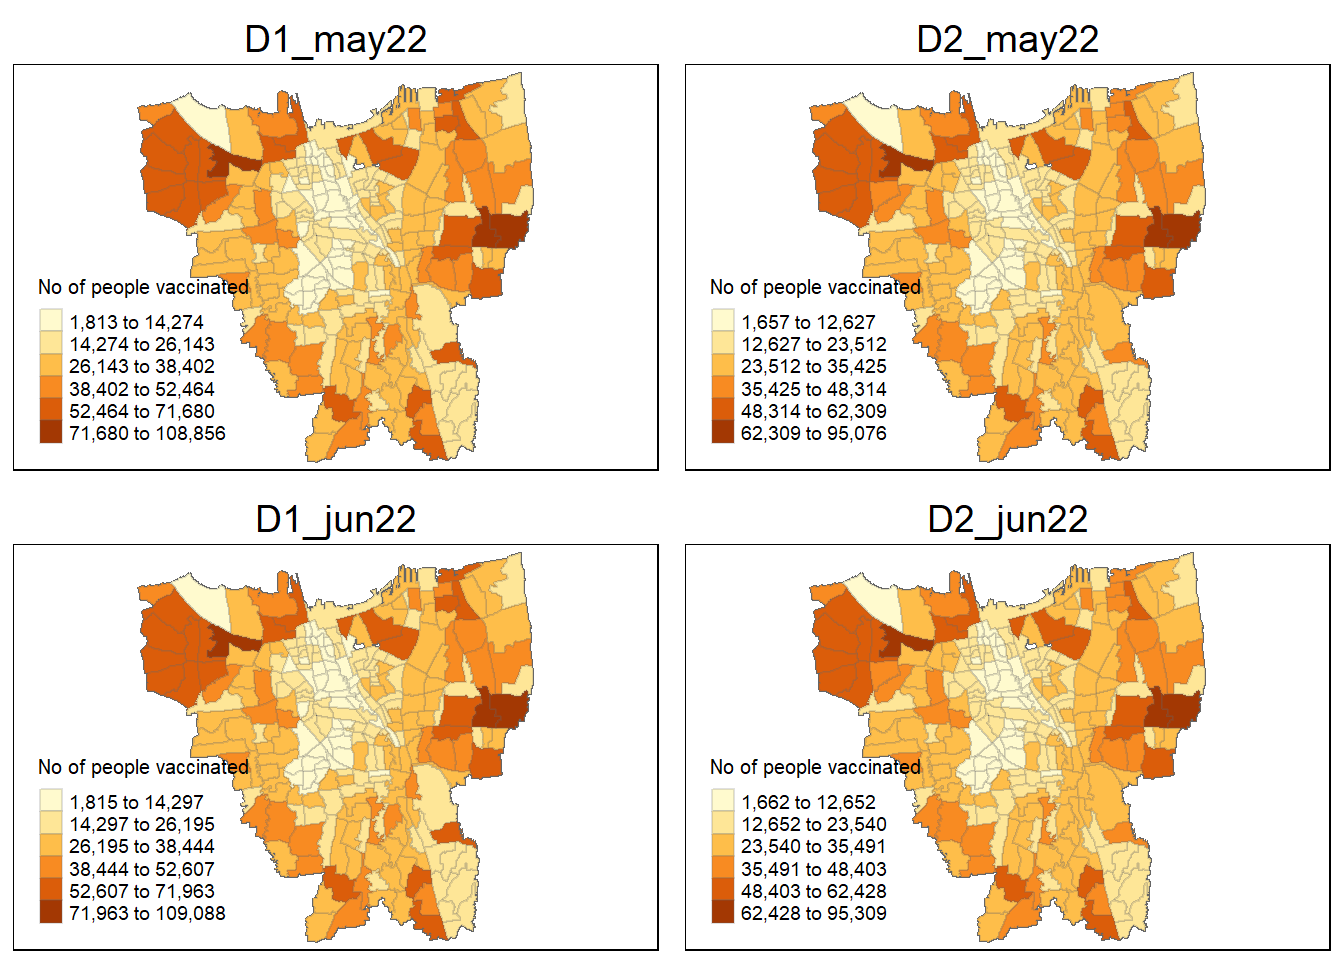 D1_may22
No of people vaccinated
1,813 to 14,274
14,274 to 26,143
26,143 to 38,402
38,402 to 52,464
52,464 to 71,680
71,680 to 108,856
D2_may22
No of people vaccinated
1,657 to 12,627
12,627 to 23,512
23,512 to 35,425
35,425 to 48,314
48,314 to 62,309
62,309 to 95,076
D1_jun22
No of people vaccinated
1,815 to 14,297
14,297 to 26,195
26,195 to 38,444
38,444 to 52,607
52,607 to 71,963
71,963 to 109,088
D2_jun22
No of people vaccinated
1,662 to 12,652
12,652 to 23,540
23,540 to 35,491
35,491 to 48,403
48,403 to 62,428
62,428 to 95,309